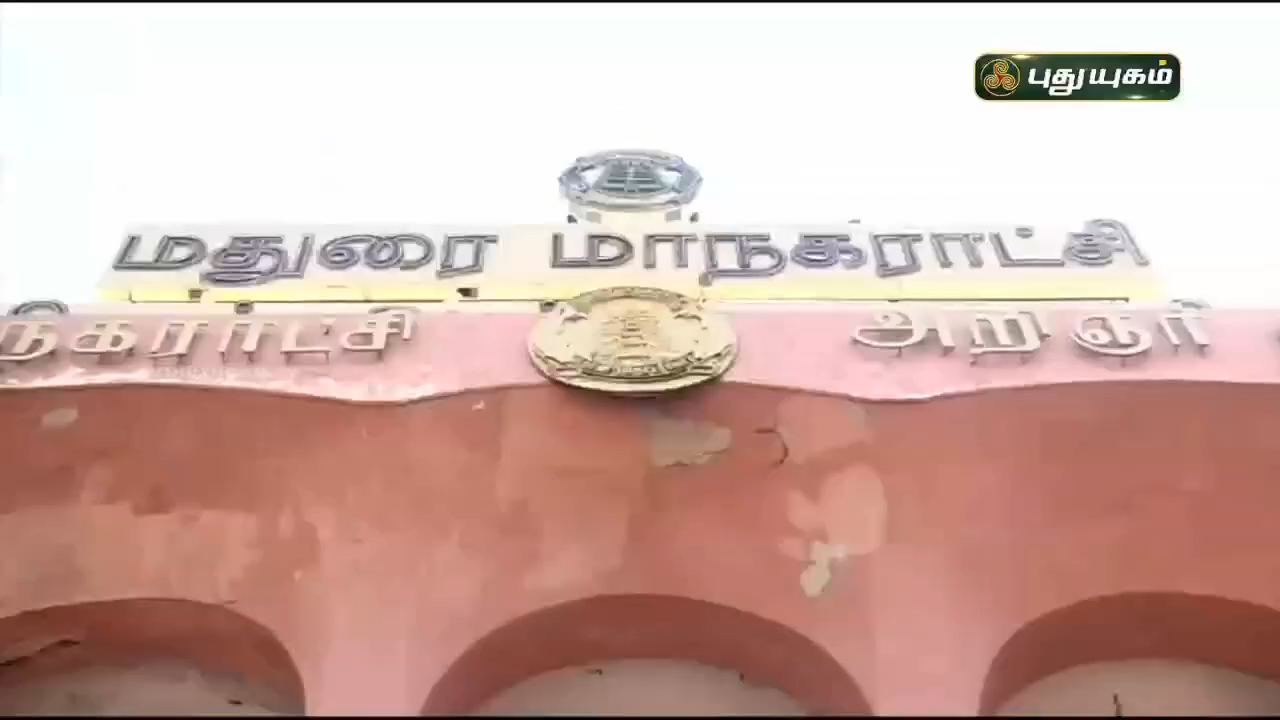 புதுயுகம்
மதுரை மாநகராட்சி
நகராட்சி அறிஞர்